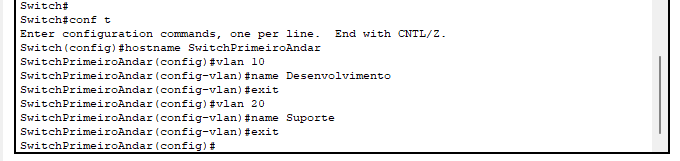 Switch#
Switch#conf t
Enter configuration commands, one per line.  End with CNTL/Z.
Switch(config)#hostname SwitchPrimeiroAndar
SwitchPrimeiroAndar(config)#vlan 10
SwitchPrimeiroAndar(config-vlan)#name Desenvolvimento
SwitchPrimeiroAndar(config-vlan)#exit
SwitchPrimeiroAndar(config)#vlan 20
SwitchPrimeiroAndar(config-vlan)#name Suporte
SwitchPrimeiroAndar(config-vlan)#exit
SwitchPrimeiroAndar(config)#